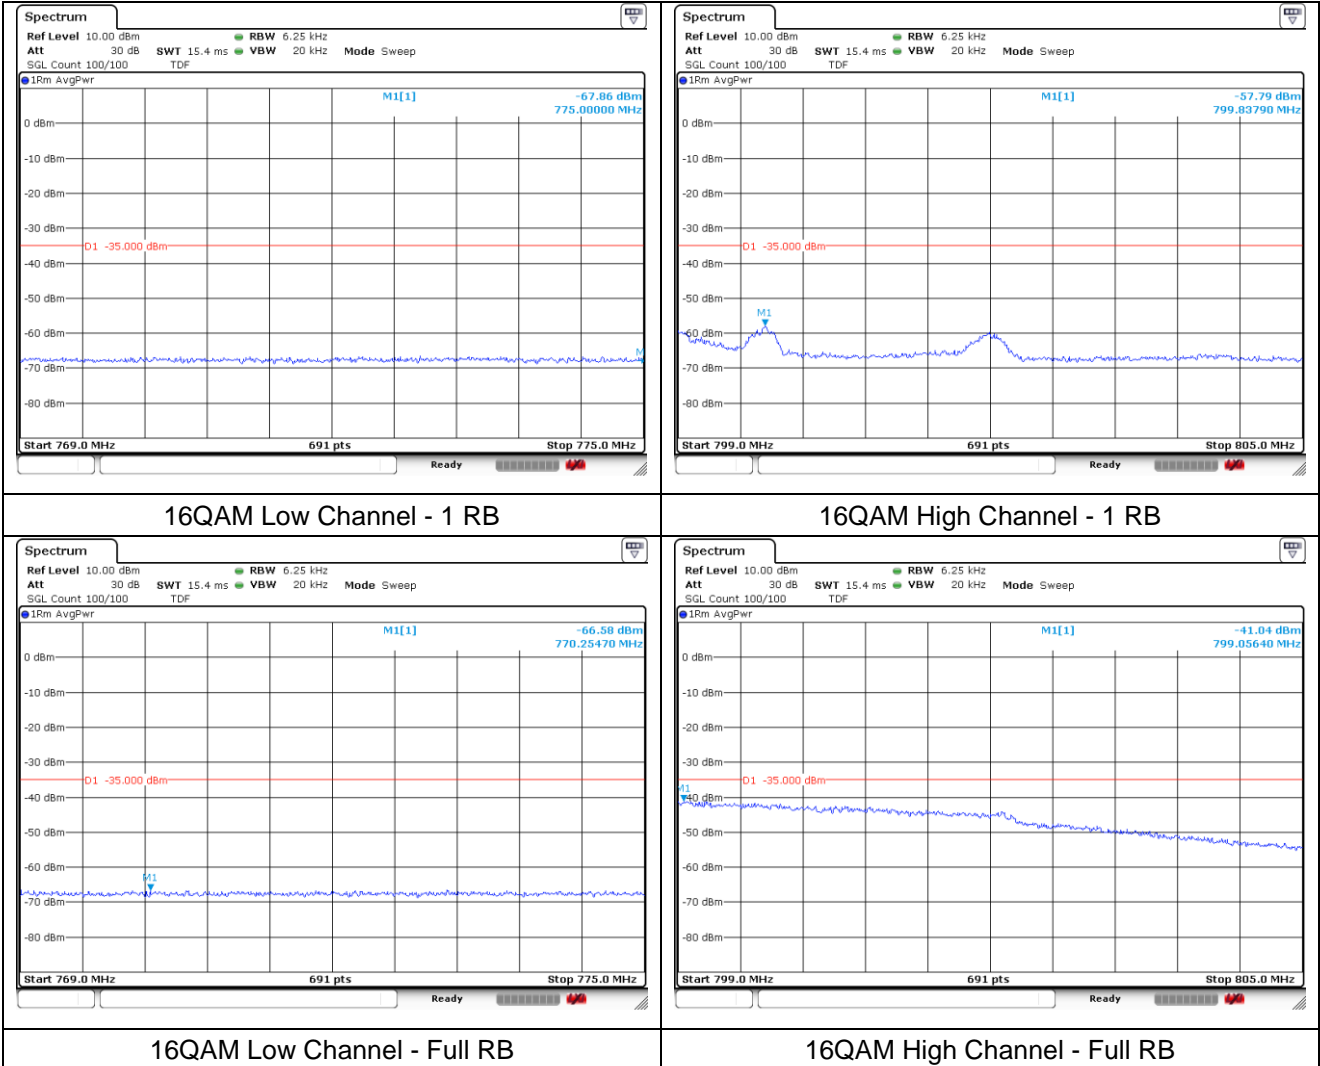 Spectrum
Ref Level 10.00 dBm RBW 6.25 kHz
Att 30 dB SWT 15.4 ms VBW 20 kHz Mode Sweep
SGL Count 100/100 TDF
1Rm AvgPwr
M1[1] -67.86 dBm
775.00000 MHz
0 dBm
-10 dBm
-20 dBm
-30 dBm
D1 -35.000 dBm
-40 dBm
-50 dBm
-60 dBm
M
-70 dBm
-80 dBm
Start 769.0 MHz 691 pts Stop 775.0 MHz
Ready
16QAM Low Channel - 1 RB
Spectrum
Ref Level 10.00 dBm RBW 6.25 kHz
Att 30 dB SWT 15.4 ms VBW 20 kHz Mode Sweep
SGL Count 100/100 TDF
1Rm AvgPwr
M1[1] -57.79 dBm
799.83790 MHz
0 dBm
-10 dBm
-20 dBm
-30 dBm
D1 -35.000 dBm
-40 dBm
-50 dBm
M1
-60 dBm
-70 dBm
-80 dBm
Start 799.0 MHz 691 pts Stop 805.0 MHz
Ready
16QAM High Channel - 1 RB
Spectrum
Ref Level 10.00 dBm RBW 6.25 kHz
Att 30 dB SWT 15.4 ms VBW 20 kHz Mode Sweep
SGL Count 100/100 TDF
1Rm AvgPwr
M1[1] -66.58 dBm
770.25470 MHz
0 dBm
-10 dBm
-20 dBm
-30 dBm
D1 -35.000 dBm
-40 dBm
-50 dBm
-60 dBm
M1
-70 dBm
-80 dBm
Start 769.0 MHz 691 pts Stop 775.0 MHz
Ready
16QAM Low Channel - Full RB
Spectrum
Ref Level 10.00 dBm RBW 6.25 kHz
Att 30 dB SWT 15.4 ms VBW 20 kHz Mode Sweep
SGL Count 100/100 TDF
1Rm AvgPwr
M1[1] -41.04 dBm
799.05640 MHz
0 dBm
-10 dBm
-20 dBm
-30 dBm
D1 -35.000 dBm
M1
-40 dBm
-50 dBm
-60 dBm
-70 dBm
-80 dBm
Start 799.0 MHz 691 pts Stop 805.0 MHz
Ready
16QAM High Channel - Full RB